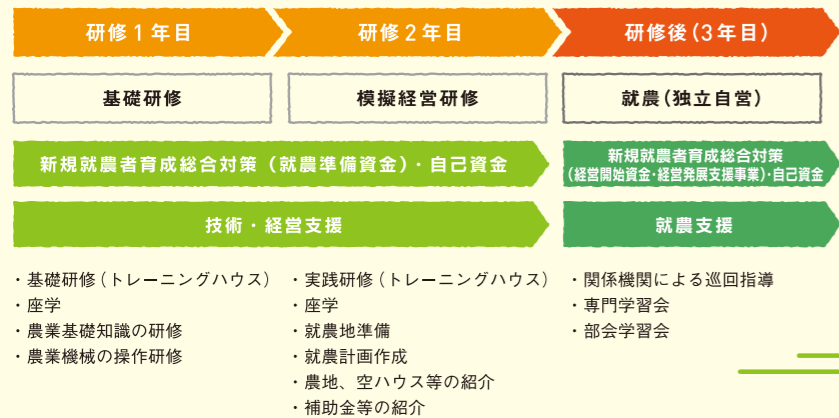 研修1年目
研修2年目
研修後(3年目)
基礎研修
模擬経営研修
就農(独立自営)
新規就農者育成総合対策(就農準備資金)・自己資金
新規就農者育成総合対策
(経営開始資金・経営発展支援事業)・自己資金
技術・経営支援
就農支援
・基礎研修(トレーニングハウス)
・座学
・農業基礎知識の研修
・農業機械の操作研修
・実践研修(トレーニングハウス)
・座学
・就農地準備
・就農計画作成
・農地、空ハウス等の紹介
・補助金等の紹介
・関係機関による巡回指導
・専門学習会
・部会学習会